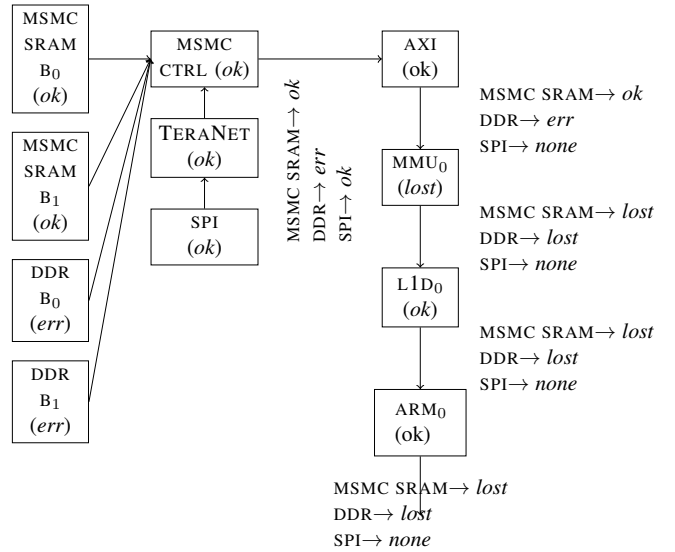 MSMC
SRAM
B0
(ok)
MSMC
SRAM
B1
(ok)
DDR
B0
(err)
DDR
B1
(err)
MSMC
CTRL (ok)
TERANET
(ok)
SPI
(ok)
MSMC SRAM→ ok
DDR→ err
SPI→ ok
AXI
(ok)
MSMC SRAM→ ok
DDR→ err
SPI→ none
MMU0
(lost)
MSMC SRAM→ lost
DDR→ lost
SPI→ none
L1D0
(ok)
MSMC SRAM→ lost
DDR→ lost
SPI→ none
ARM0
(ok)
MSMC SRAM→ lost
DDR→ lost
SPI→ none